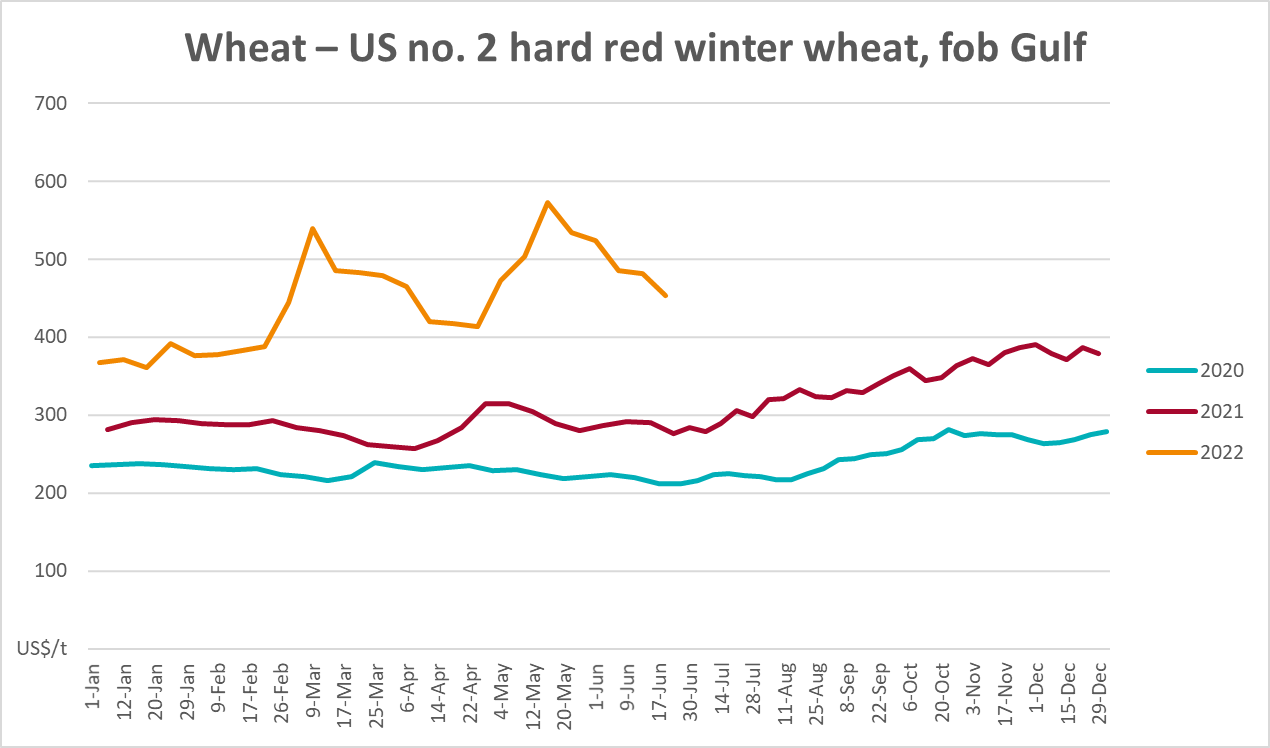 Wheat – US no. 2 hard red winter wheat, fob Gulf
700
600
500
400
300
200
100
US$/t
1-Jan
12-Jan
20-Jan
29-Jan
9-Feb
17-Feb
26-Feb
9-Mar
17-Mar
25-Mar
6-Apr
14-Apr
22-Apr
4-May
12-May
20-May
1-Jun
9-Jun
17-Jun
30-Jun
14-Jul
28-Jul
11-Aug
25-Aug
8-Sep
22-Sep
6-Oct
20-Oct
3-Nov
17-Nov
1-Dec
15-Dec
29-Dec
2020
2021
2022